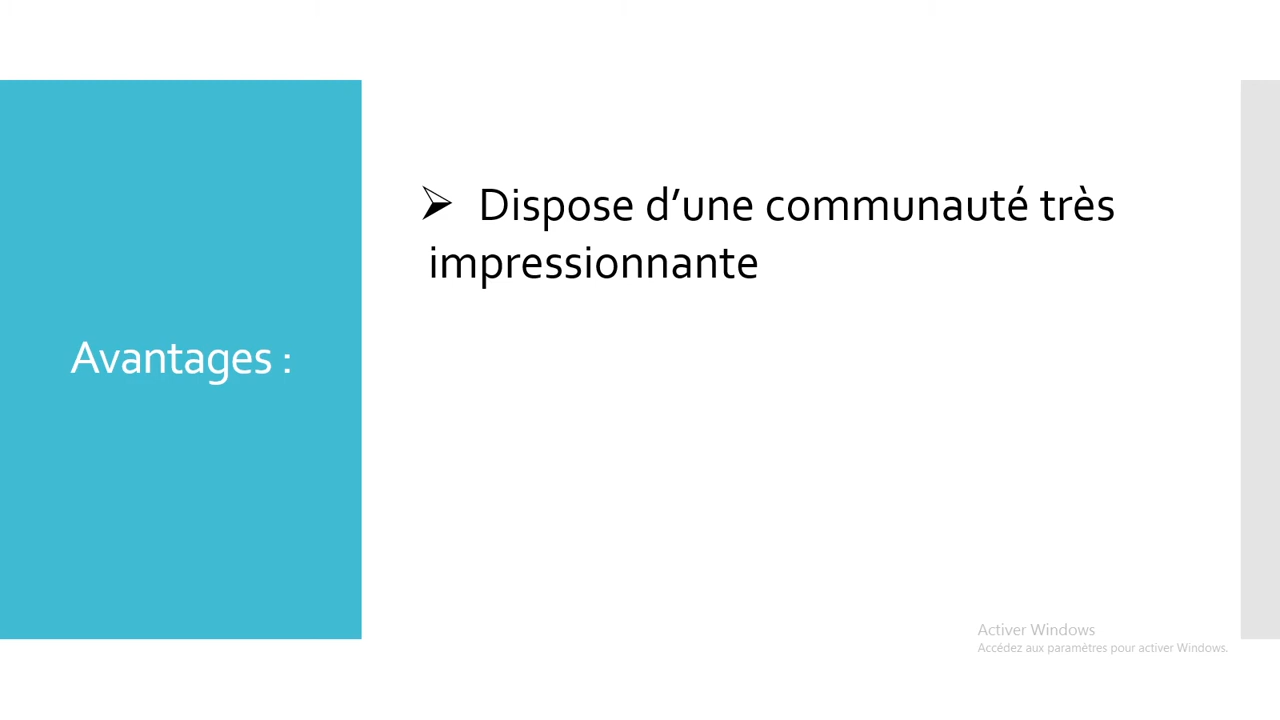 Avantages :
➢ Dispose d’une communauté très
impressionnante
Activer Windows
Accédez aux paramètres pour activer Windows.